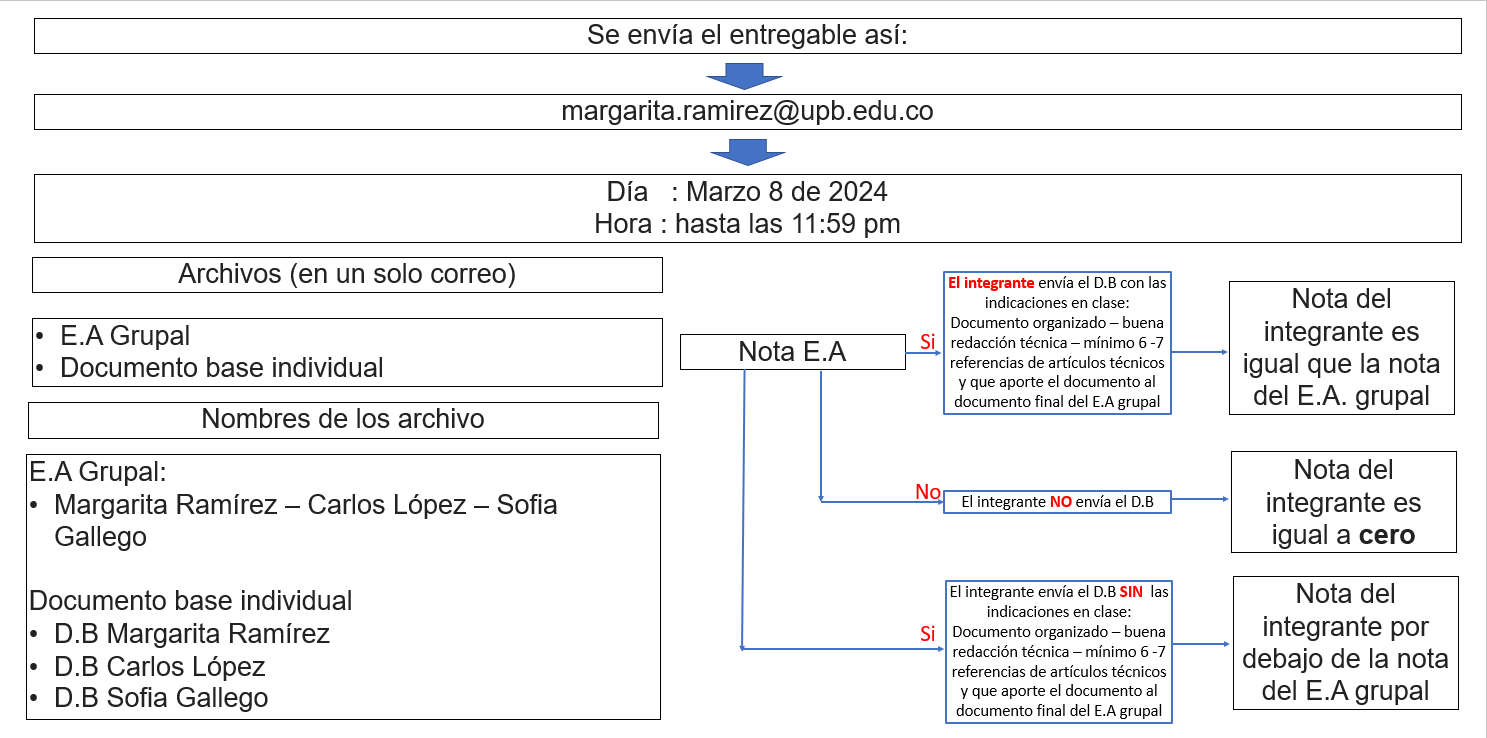 Se envía el entregable así:
margarita.ramirez@upb.edu.co
Día : Marzo 8 de 2024
Hora : hasta las 11:59 pm
Archivos (en un solo correo)
• E.A Grupal
• Documento base individual
Nombres de los archivo
E.A Grupal:
• Margarita Ramírez – Carlos López – Sofia
Gallego
Documento base individual
• D.B Margarita Ramírez
• D.B Carlos López
• D.B Sofia Gallego
Nota E.A
Si
El integrante envía el D.B con las
indicaciones en clase:
Documento organizado – buena
redacción técnica – mínimo 6 -7
referencias de artículos técnicos
y que aporte el documento al
documento final del E.A grupal
Nota del
integrante es
igual que la nota
del E.A. grupal
No
El integrante NO envía el D.B
Nota del
integrante es
igual a cero
Si
El integrante envía el D.B SIN las
indicaciones en clase:
Documento organizado – buena
redacción técnica – mínimo 6 -7
referencias de artículos técnicos
y que aporte el documento al
documento final del E.A grupal
Nota del
integrante por
debajo de la nota
del E.A grupal